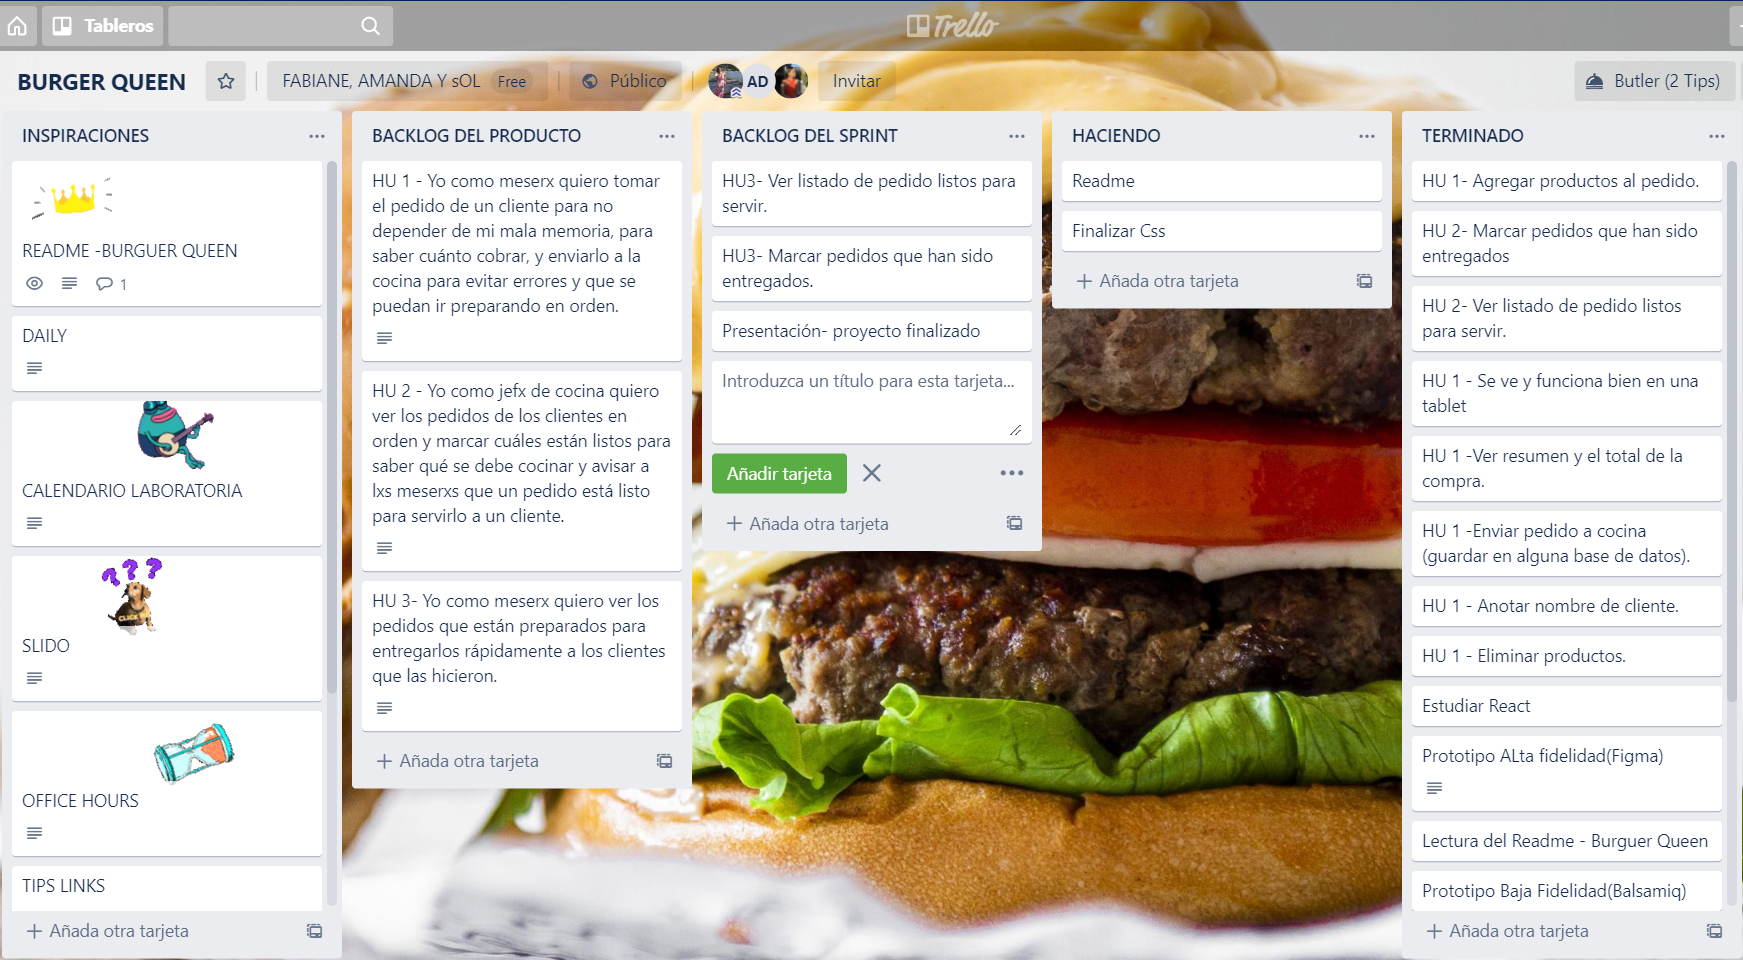 Tableros
Trello
BURGER QUEEN
FABIANE, AMANDA Y sOL Free
Público
AD
Invitar
Butler (2 Tips)
INSPIRACIONES
README -BURGUER QUEEN
1
DAILY
CALENDARIO LABORATORIA
???
CLICK
SLIDO
OFFICE HOURS
TIPS LINKS
+ Añada otra tarjeta
BACKLOG DEL PRODUCTO
HU 1 - Yo como meserx quiero tomar
el pedido de un cliente para no
depender de mi mala memoria, para
saber cuánto cobrar, y enviarlo a la
cocina para evitar errores y que se
puedan ir preparando en orden.
HU 2 - Yo como jefx de cocina quiero
ver los pedidos de los clientes en
orden y marcar cuáles están listos para
saber qué se debe cocinar y avisar a
lxs meserxs que un pedido está listo
para servirlo a un cliente.
HU 3- Yo como meserx quiero ver los
pedidos que están preparados para
entregarlos rápidamente a los clientes
que las hicieron.
+ Añada otra tarjeta
BACKLOG DEL SPRINT
HU3- Ver listado de pedido listos para
servir.
HU3- Marcar pedidos que han sido
entregados.
Presentación- proyecto finalizado
Introduzca un título para esta tarjeta...
Añadir tarjeta
+ Añada otra tarjeta
HACIENDO
Readme
Finalizar Css
+ Añada otra tarjeta
TERMINADO
HU 1- Agregar productos al pedido.
HU 2- Marcar pedidos que han sido
entregados
HU 2- Ver listado de pedido listos
para servir.
HU 1 - Se ve y funciona bien en una
tablet
HU 1 -Ver resumen y el total de la
compra.
HU 1 -Enviar pedido a cocina
(guardar en alguna base de datos).
HU 1 - Anotar nombre de cliente.
HU 1 - Eliminar productos.
Estudiar React
Prototipo ALta fidelidad(Figma)
Lectura del Readme - Burguer Queen
Prototipo Baja Fidelidad(Balsamiq)
+ Añada otra tarjeta